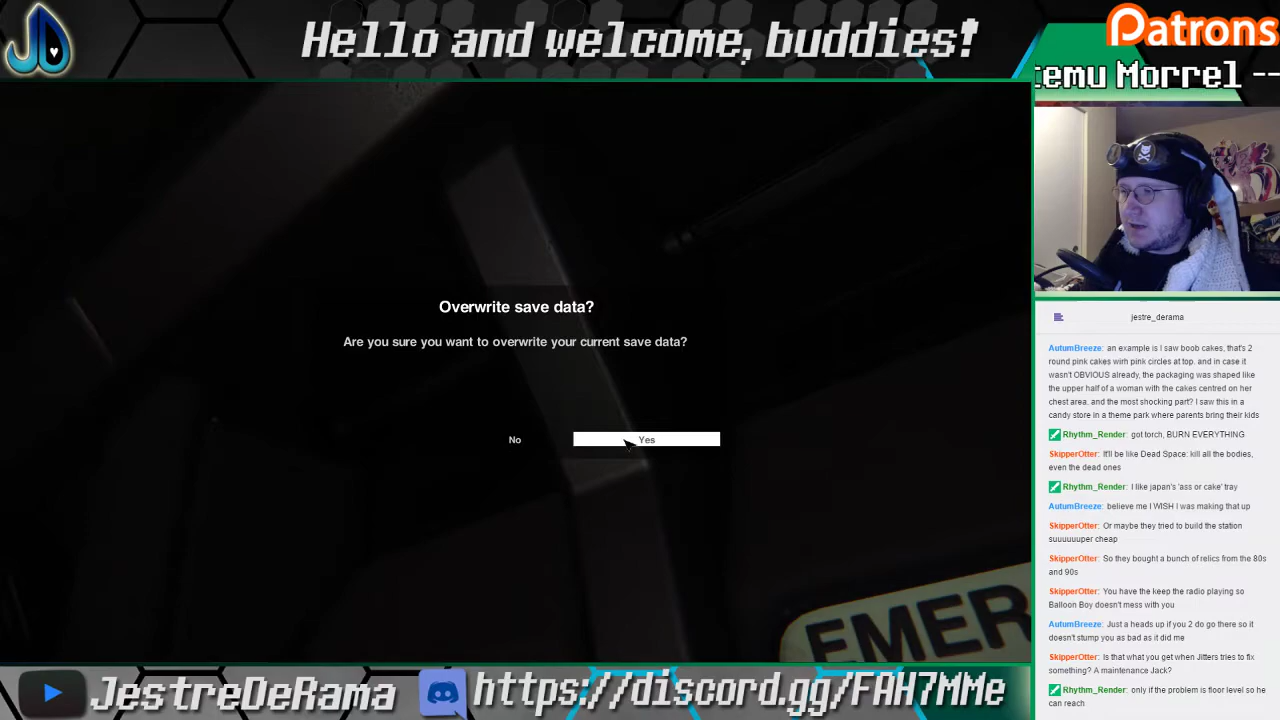 JD
Hello and welcome, buddies!
Patrons
temu Morrel --
Overwrite save data?
Are you sure you want to overwrite your current save data?
No
Yes
EMER
jestre_derama
AutumBreeze: an example is I saw boob cakes, that's 2
round pink cakes wirh pink circles at top. and in case it
wasn't OBVIOUS already, the packaging was shaped like
the upper half of a woman with the cakes centred on her
chest area. and the most shocking part? I saw this in a
candy store in a theme park where parents bring their kids
Rhythm_Render: got torch, BURN EVERYTHING
SkipperOtter: It'll be like Dead Space: kill all the bodies,
even the dead ones
Rhythm_Render: I like japan's 'ass or cake' tray
AutumBreeze: believe me I WISH I was making that up
SkipperOtter: Or maybe they tried to build the station
suuuuuuper cheap
SkipperOtter: So they bought a bunch of relics from the 80s
and 90s
SkipperOtter: You have the keep the radio playing so
Balloon Boy doesn't mess with you
AutumBreeze: Just a heads up if you 2 do go there so it
doesn't stump you as bad as it did me
SkipperOtter: Is that what you get when Jitters tries to fix
something? A maintenance Jack?
Rhythm_Render: only if the problem is floor level so he
can reach
JestreDeRama
https://discord.gg/FAH7MMe